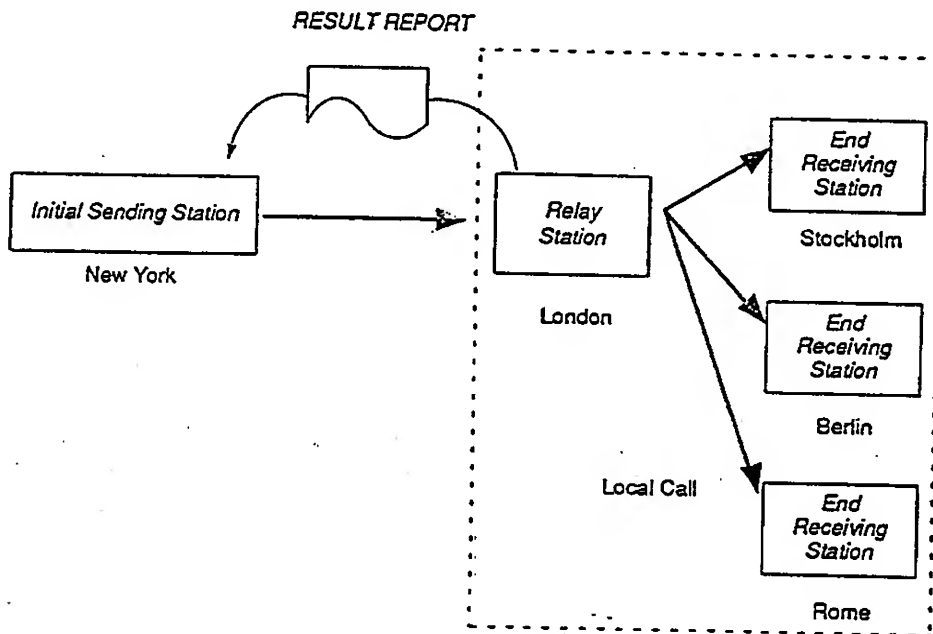 RESULT REPORT
Initial Sending Station
New York
Relay
Station
London
End
Receiving
Station
Stockholm
End
Receiving
Station
Berlin
Local Call
End
Receiving
Station
Rome